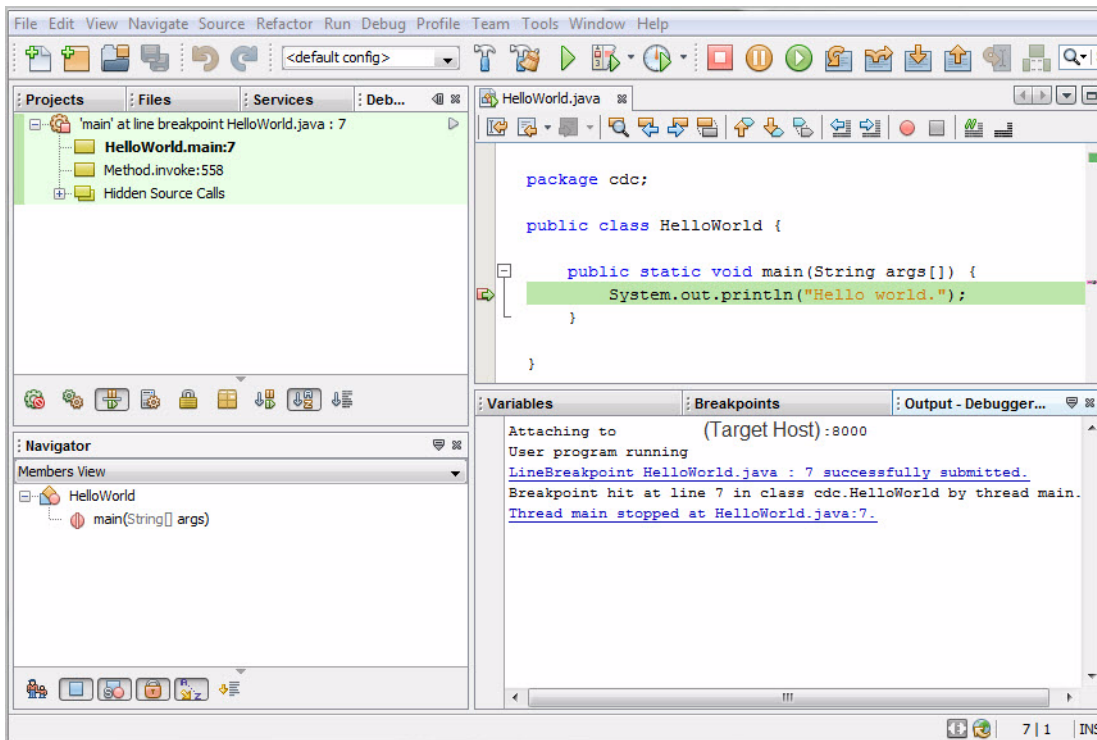 File Edit View Navigate Source Refactor Run Debug Profile Team Tools Window Help
<default config>
Projects Files Services Deb...
'main' at line breakpoint HelloWorld.java : 7
HelloWorld.main:7
Method.invoke:558
Hidden Source Calls
HelloWorld.java
package cdc;
public class HelloWorld {
public static void main(String args[]) {
System.out.println("Hello world.");
}
}
Navigator
Members View
HelloWorld
main(String[] args)
Variables Breakpoints Output - Debugger...
Attaching to (Target Host):8000
User program running
LineBreakpoint HelloWorld.java : 7 successfully submitted.
Breakpoint hit at line 7 in class cdc.HelloWorld by thread main.
Thread main stopped at HelloWorld.java:7.
7 | 1 INS